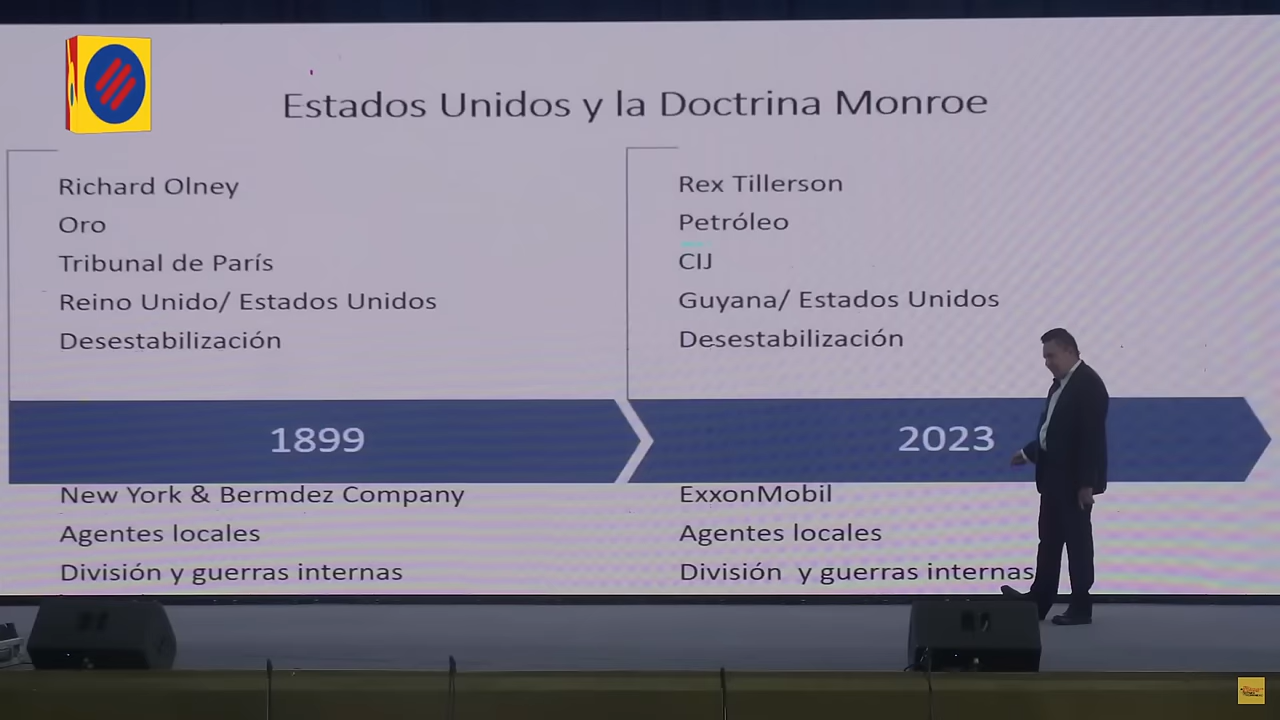 Estados Unidos y la Doctrina Monroe
Richard Olney
Oro
Tribunal de París
Reino Unido/ Estados Unidos
Desestabilización
1899
New York & Bermdez Company
Agentes locales
División y guerras internas
Rex Tillerson
Petróleo
CIJ
Guyana/ Estados Unidos
Desestabilización
2023
ExxonMobil
Agentes locales
División y guerras internas